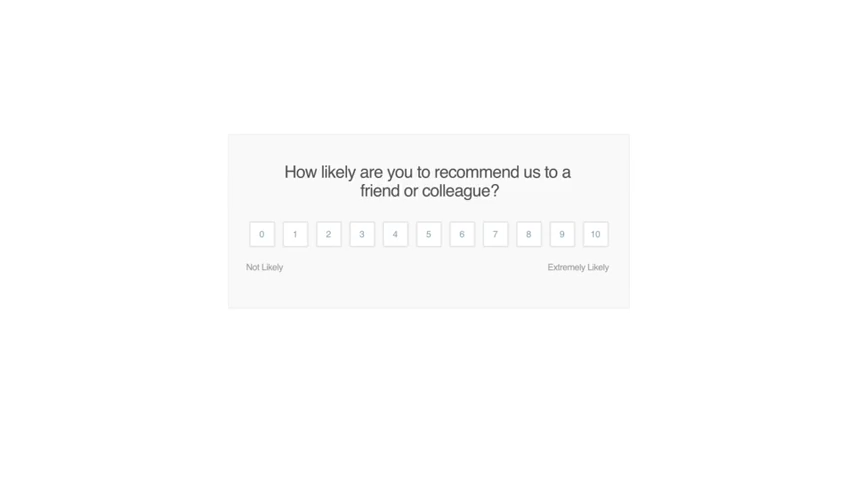 How likely are you to recommend us to a
friend or colleague?
0 1 2 3 4 5 6 7 8 9 10
Not Likely Extremely Likely